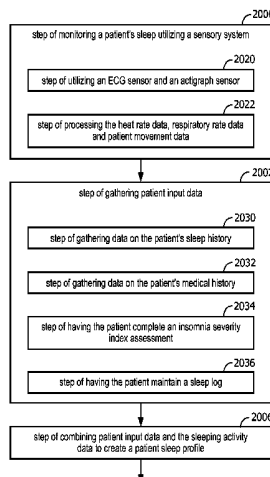 2000
step of monitoring a patient's sleep utilizing a sensory system
2020
step of utilizing an ECG sensor and an actigraph sensor
2022
step of processing the heat rate data, respiratory rate data
and patient movement data
2002
step of gathering patient input data
2030
step of gathering data on the patient's sleep history
2032
step of gathering data on the patient's medical history
2034
step of having the patient complete an insomnia severity
index assessment
2036
step of having the patient maintain a sleep log
2006
step of combining patient input data and the sleeping activity
data to create a patient sleep profile